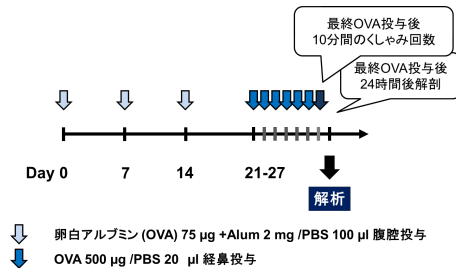 最終OVA投与後
10分間のくしゃみ回数
最終OVA投与後
24時間後解剖
Day 0 7 14 21-27
解析
卵白アルブミン (OVA) 75 μg +Alum 2 mg /PBS 100 μl 腹腔投与
OVA 500 μg /PBS 20 μl 経鼻投与